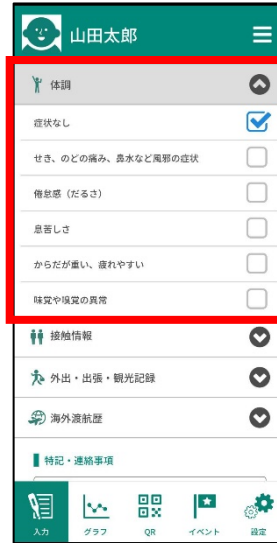 山田太郎
体調
症状なし
せき、のどの痛み、鼻水など風邪の症状
倦怠感（だるさ）
息苦しさ
からだが重い、疲れやすい
味覚や嗅覚の異常
接触情報
外出・出張・観光記録
海外渡航歴
特記・連絡事項
入力 グラフ QR イベント 設定